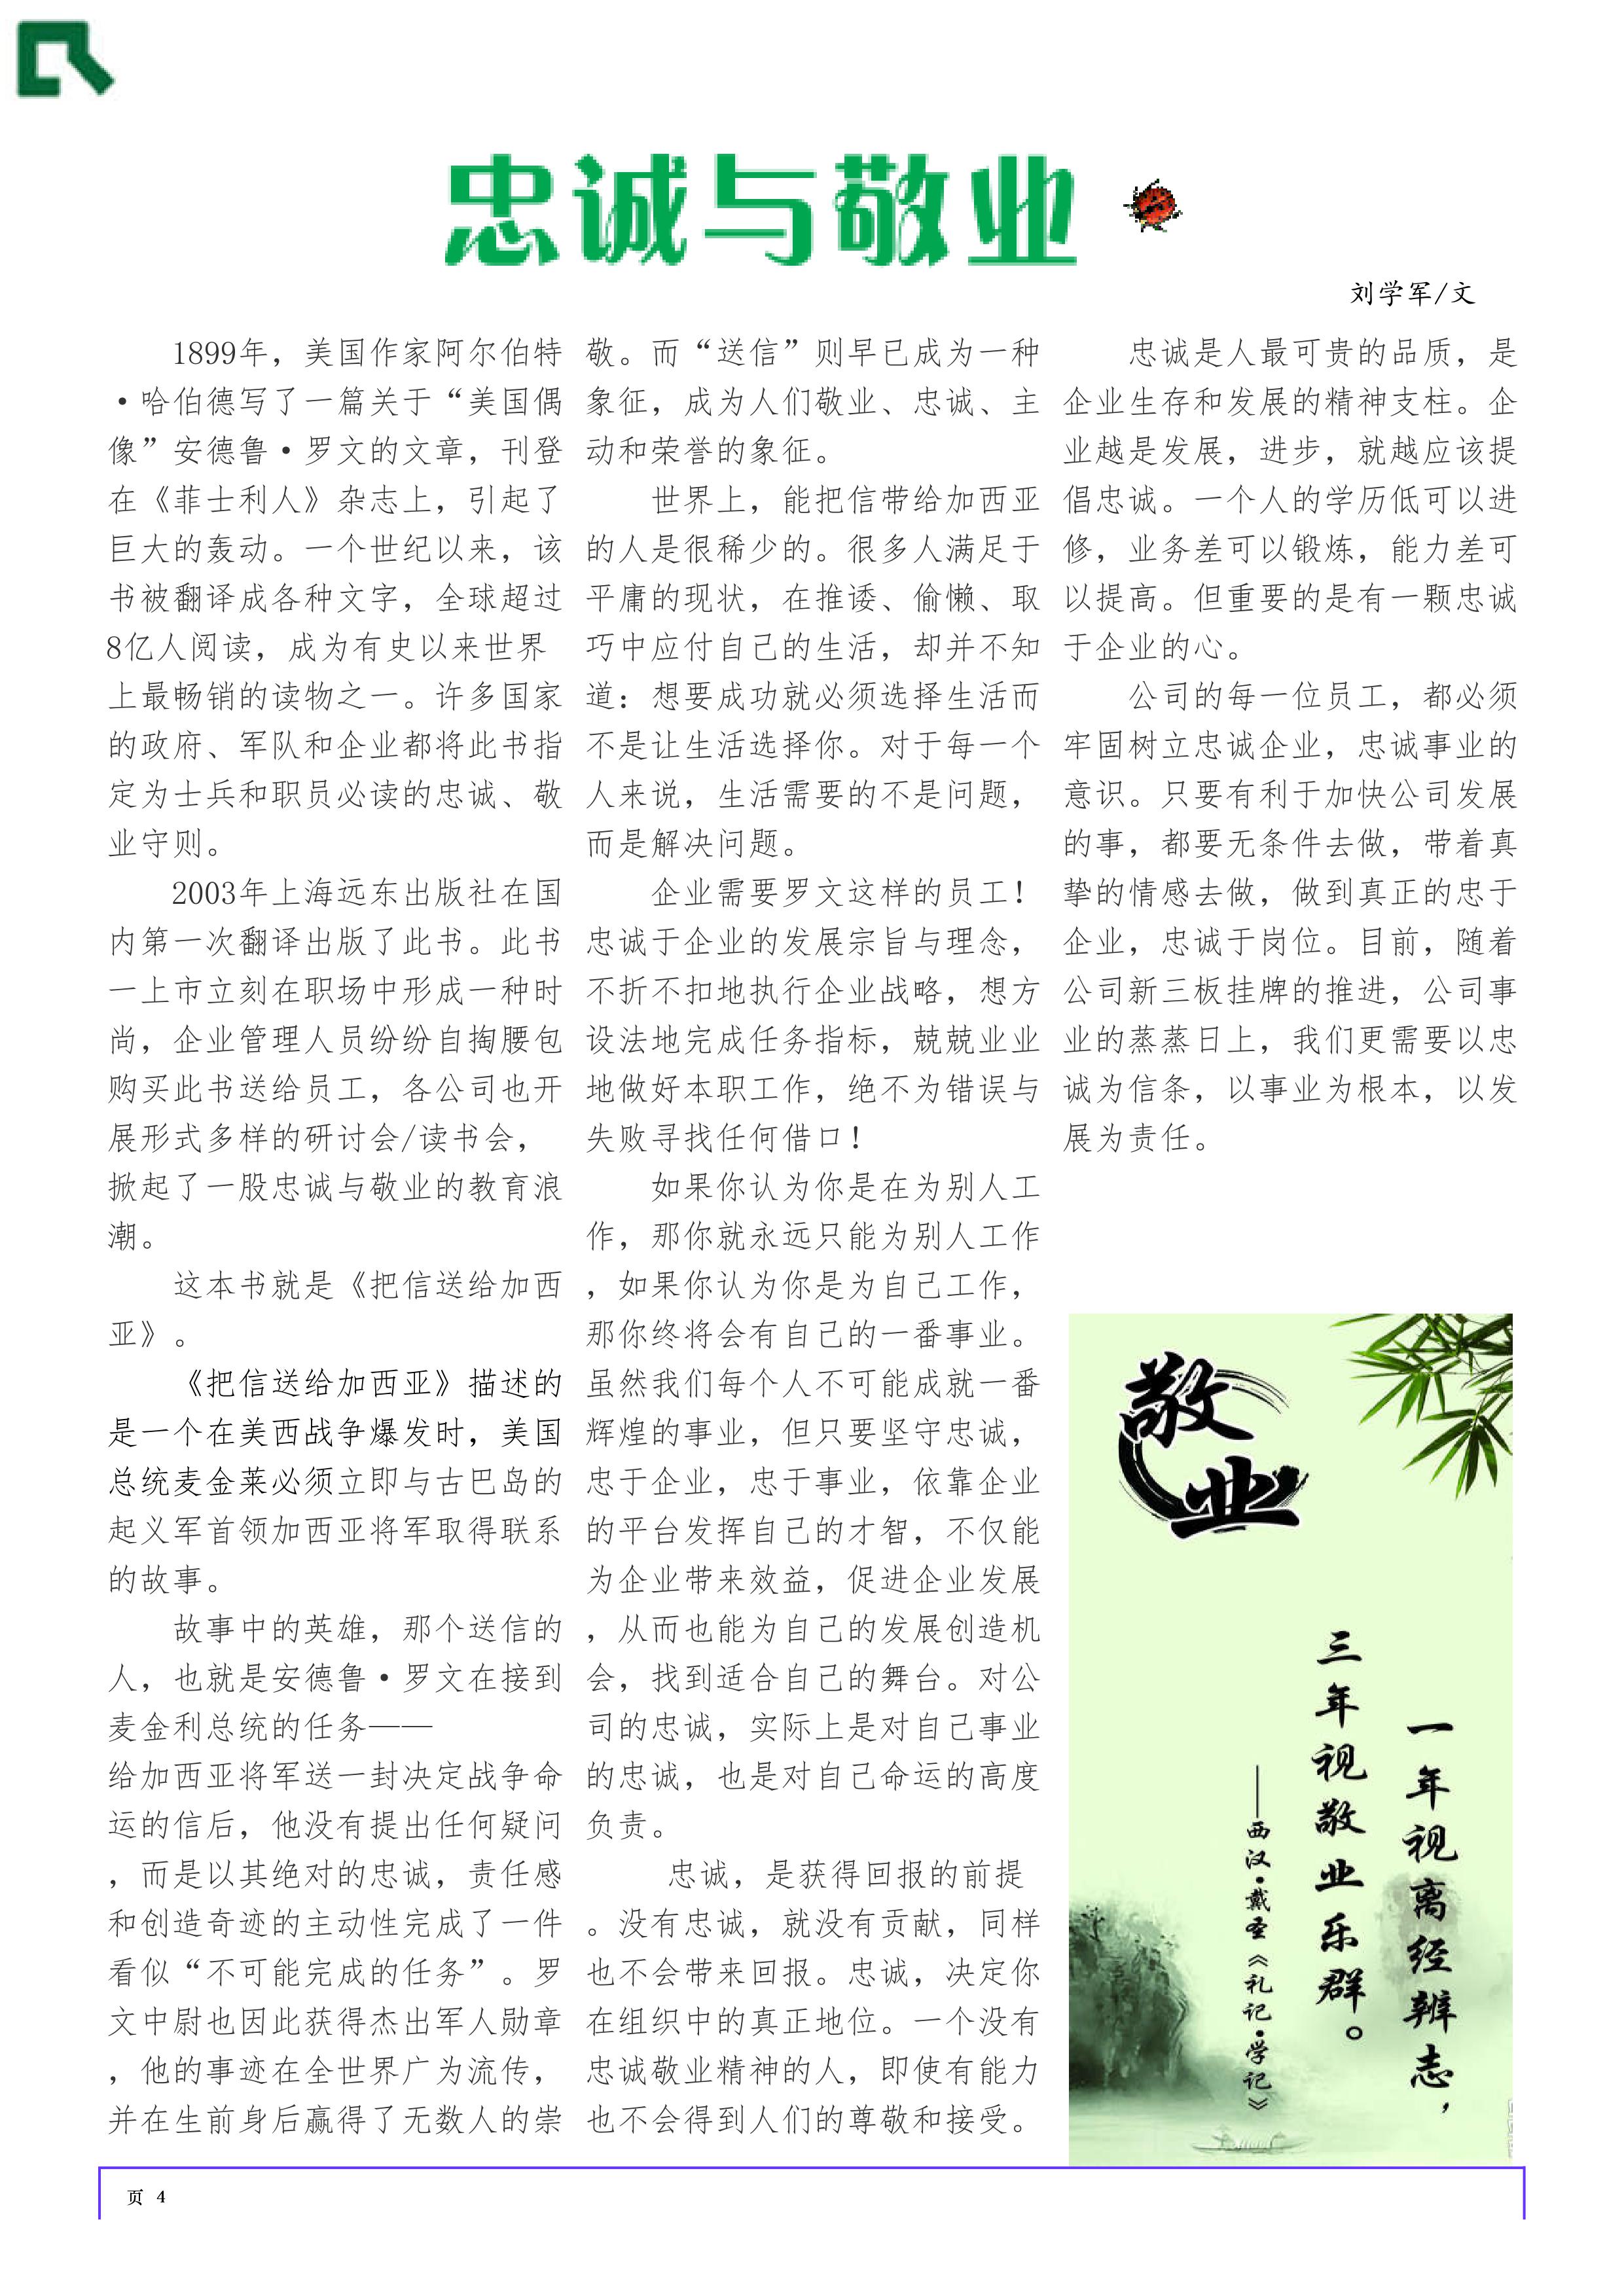 忠诚与敬业
刘学军/文
1899年，美国作家阿尔伯特
·哈伯德写了一篇关于“美国偶
像”安德鲁·罗文的文章，刊登
在《菲士利人》杂志上，引起了
巨大的轰动。一个世纪以来，该
书被翻译成各种文字，全球超过
8亿人阅读，成为有史以来世界
上最畅销的读物之一。许多国家
的政府、军队和企业都将此书指
定为士兵和职员必读的忠诚、敬
业守则。
2003年上海远东出版社在国
内第一次翻译出版了此书。此书
一上市立刻在职场中形成一种时
尚，企业管理人员纷纷自掏腰包
购买此书送给员工，各公司也开
展形式多样的研讨会/读书会，
掀起了一股忠诚与敬业的教育浪
潮。
这本书就是《把信送给加西
亚》。
《把信送给加西亚》描述的
是一个在美西战争爆发时，美国
总统麦金莱必须立即与古巴岛的
起义军首领加西亚将军取得联系
的故事。
故事中的英雄，那个送信的
人，也就是安德鲁·罗文在接到
麦金利总统的任务——
给加西亚将军送一封决定战争命
运的信后，他没有提出任何疑问
，而是以其绝对的忠诚，责任感
和创造奇迹的主动性完成了一件
看似“不可能完成的任务”。罗
文中尉也因此获得杰出军人勋章
，他的事迹在全世界广为流传，
并在生前身后赢得了无数人的崇
敬。而“送信”则早已成为一种
象征，成为人们敬业、忠诚、主
动和荣誉的象征。
世界上，能把信带给加西亚
的人是很稀少的。很多人满足于
平庸的现状，在推诿、偷懒、取
巧中应付自己的生活，却并不知
道：想要成功就必须选择生活而
不是让生活选择你。对于每一个
人来说，生活需要的不是问题，
而是解决问题。
企业需要罗文这样的员工！
忠诚于企业的发展宗旨与理念，
不折不扣地执行企业战略，想方
设法地完成任务指标，兢兢业业
地做好本职工作，绝不为错误与
失败寻找任何借口！
如果你认为你是在为别人工
作，那你就永远只能为别人工作
，如果你认为你是为自己工作，
那你终将会有自己的一番事业。
虽然我们每个人不可能成就一番
辉煌的事业，但只要坚守忠诚，
忠于企业，忠于事业，依靠企业
的平台发挥自己的才智，不仅能
为企业带来效益，促进企业发展
，从而也能为自己的发展创造机
会，找到适合自己的舞台。对公
司的忠诚，实际上是对自己事业
的忠诚，也是对自己命运的高度
负责。
忠诚，是获得回报的前提
。没有忠诚，就没有贡献，同样
也不会带来回报。忠诚，决定你
在组织中的真正地位。一个没有
忠诚敬业精神的人，即使有能力
也不会得到人们的尊敬和接受。
忠诚是人最可贵的品质，是
企业生存和发展的精神支柱。企
业越是发展，进步，就越应该提
倡忠诚。一个人的学历低可以进
修，业务差可以锻炼，能力差可
以提高。但重要的是有一颗忠诚
于企业的心。
公司的每一位员工，都必须
牢固树立忠诚企业，忠诚事业的
意识。只要有利于加快公司发展
的事，都要无条件去做，带着真
挚的情感去做，做到真正的忠于
企业，忠诚于岗位。目前，随着
公司新三板挂牌的推进，公司事
业的蒸蒸日上，我们更需要以忠
诚为信条，以事业为根本，以发
展为责任。
敬业
一年视离经辨志，
三年视敬业乐群。
——西汉·戴圣《礼记·学记》
页 4